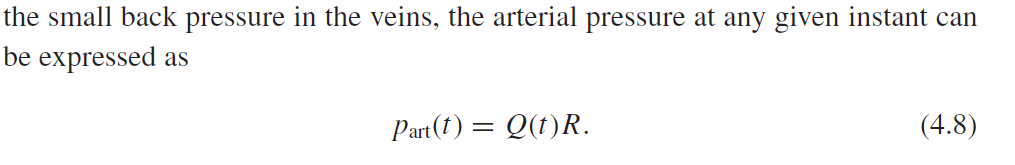 the small back pressure in the veins, the arterial pressure at any given instant can
be expressed as
p_art(t) = Q(t)R. (4.8)